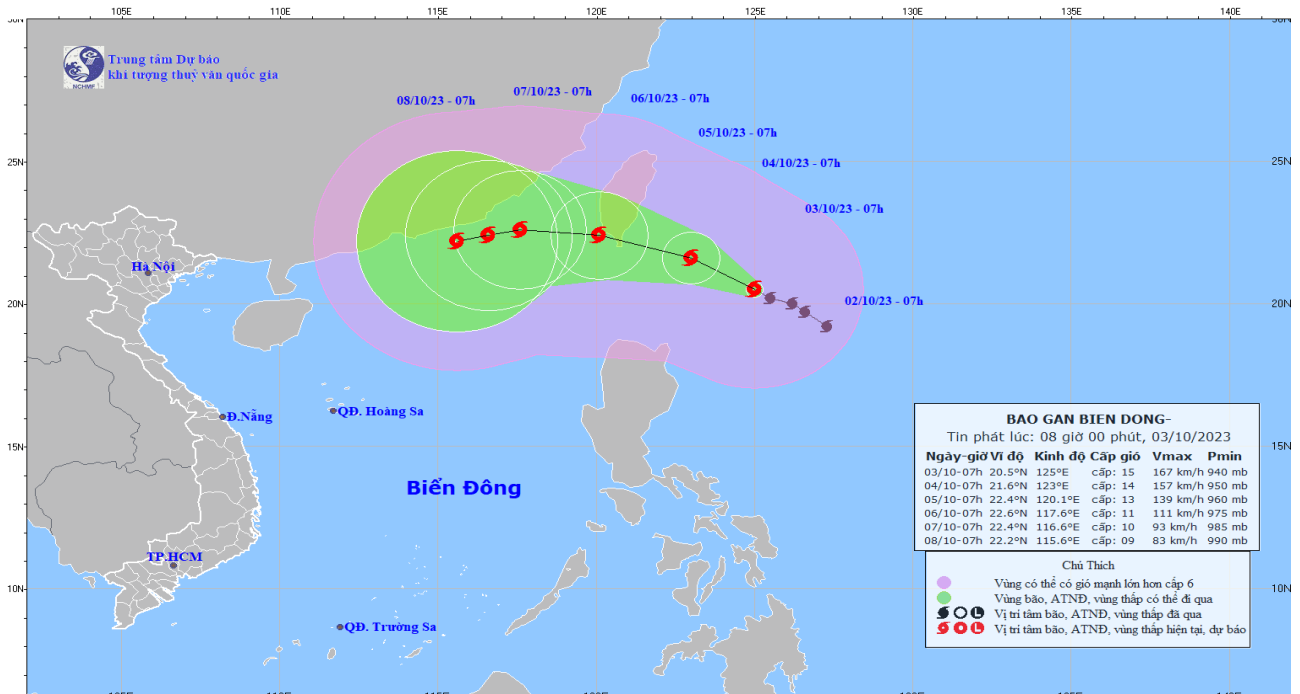 105E 110E 115E 120E 125E 130E 135E 140E
Trung tâm Dự báo
khí tượng thuỷ văn quốc gia
NCHMF
08/10/23 - 07h
07/10/23 - 07h
06/10/23 - 07h
05/10/23 - 07h
04/10/23 - 07h
03/10/23 - 07h
02/10/23 - 07h
25N 25N
Hà Nội
20N 20N
QĐ. Hoàng Sa
Đ.Nẵng
15N 15N
Biển Đông
TP.HCM
10N 10N
QĐ. Trường Sa
BAO GAN BIEN DONG-
Tin phát lúc: 08 giờ 00 phút, 03/10/2023
Ngày-giờ Vĩ độ Kinh độ Cấp gió Vmax Pmin
03/10-07h 20.5°N 125°E cấp: 15 167 km/h 940 mb
04/10-07h 21.6°N 123°E cấp: 14 157 km/h 950 mb
05/10-07h 22.4°N 120.1°E cấp: 13 139 km/h 960 mb
06/10-07h 22.6°N 117.6°E cấp: 11 111 km/h 975 mb
07/10-07h 22.4°N 116.6°E cấp: 10 93 km/h 985 mb
08/10-07h 22.2°N 115.6°E cấp: 09 83 km/h 990 mb
Chú Thích
Vùng có thể có gió mạnh lớn hơn cấp 6
Vùng bão, ATNĐ, vùng thấp có thể đi qua
Vị trí tâm bão, ATNĐ, vùng thấp đã qua
Vị trí tâm bão, ATNĐ, vùng thấp hiện tại, dự báo